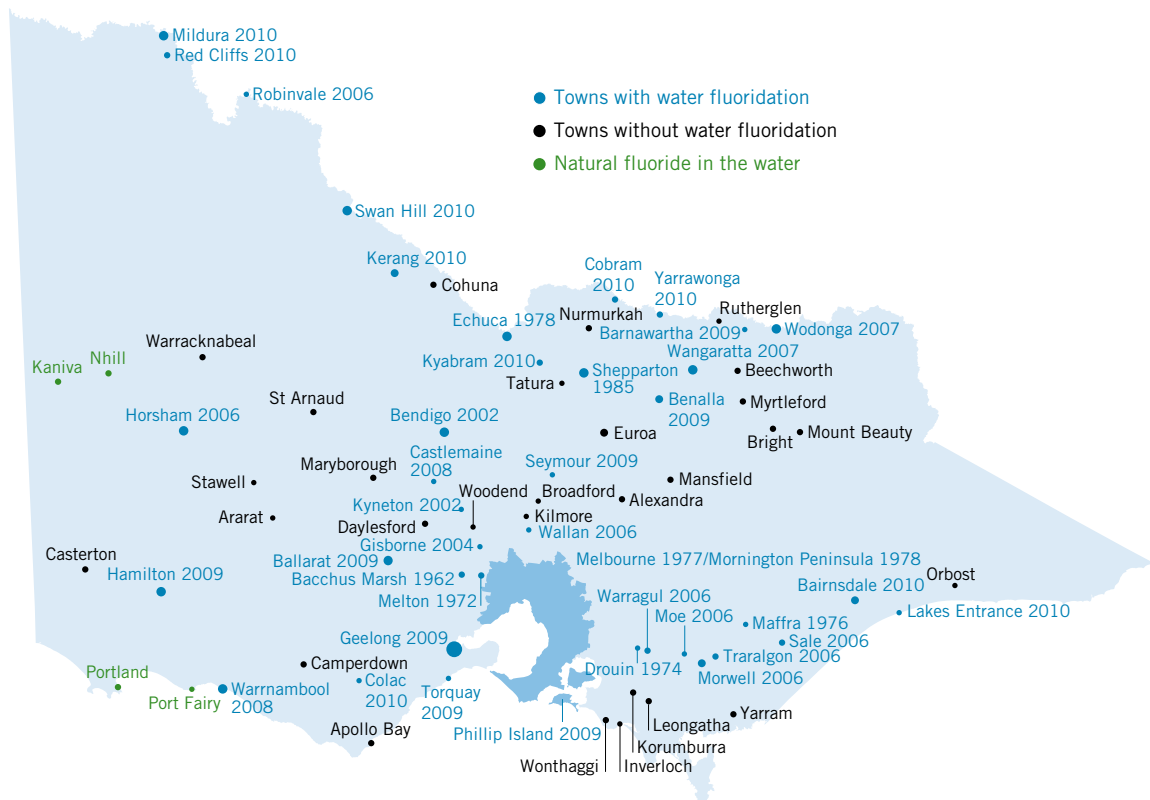 Mildura 2010
Red Cliffs 2010
Robinvale 2006
Towns with water fluoridation
Towns without water fluoridation
Natural fluoride in the water
Swan Hill 2010
Kerang 2010
Cohuna
Cobram
2010
Yarrawonga
2010
Rutherglen
Echuca 1978
Nurmurkah
Barnawartha 2009
Wodonga 2007
Warracknabeal
Kaniva
Nhill
Kyabram 2010
Wangaratta 2007
Tatura
Shepparton
1985
Beechworth
St Arnaud
Horsham 2006
Bendigo 2002
Benalla
2009
Myrtleford
Euroa
Bright
Mount Beauty
Castlemaine
2008
Seymour 2009
Maryborough
Stawell
Mansfield
Woodend
Broadford
Alexandra
Kyneton 2002
Ararat
Daylesford
Kilmore
Wallan 2006
Gisborne 2004
Casterton
Hamilton 2009
Ballarat 2009
Melbourne 1977/Mornington Peninsula 1978
Bacchus Marsh 1962
Melton 1972
Orbost
Bairnsdale 2010
Lakes Entrance 2010
Warragul 2006
Moe 2006
Maffra 1976
Sale 2006
Geelong 2009
Drouin 1974
Traralgon 2006
Morwell 2006
Camperdown
Portland
Port Fairy
Warrnambool
2008
Colac
2010
Torquay
2009
Apollo Bay
Phillip Island 2009
Yarram
Leongatha
Korumburra
Wonthaggi
Inverloch